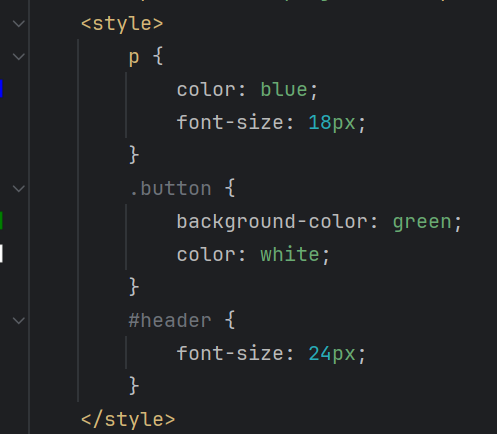 <style>
p {
color: blue;
font-size: 18px;
}
.button {
background-color: green;
color: white;
}
#header {
font-size: 24px;
}
</style>